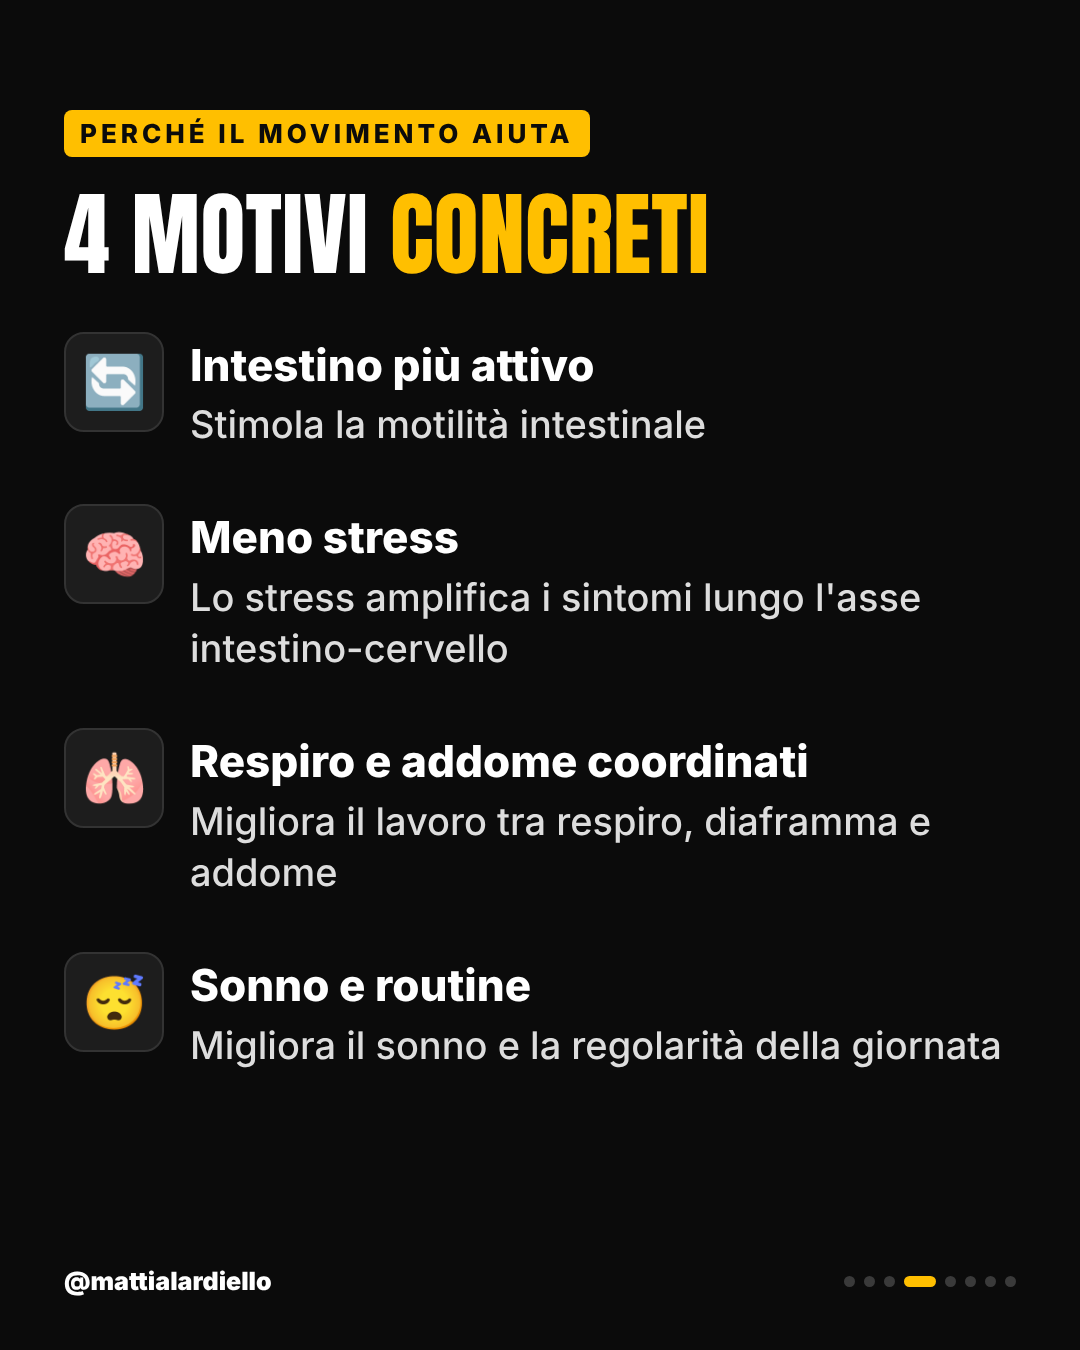 PERCHÉ IL MOVIMENTO AIUTA
4 MOTIVI CONCRETI
Intestino più attivo
Stimola la motilità intestinale
Meno stress
Lo stress amplifica i sintomi lungo l'asse
intestino-cervello
Respiro e addome coordinati
Migliora il lavoro tra respiro, diaframma e
addome
Sonno e routine
Migliora il sonno e la regolarità della giornata
@mattialardiello